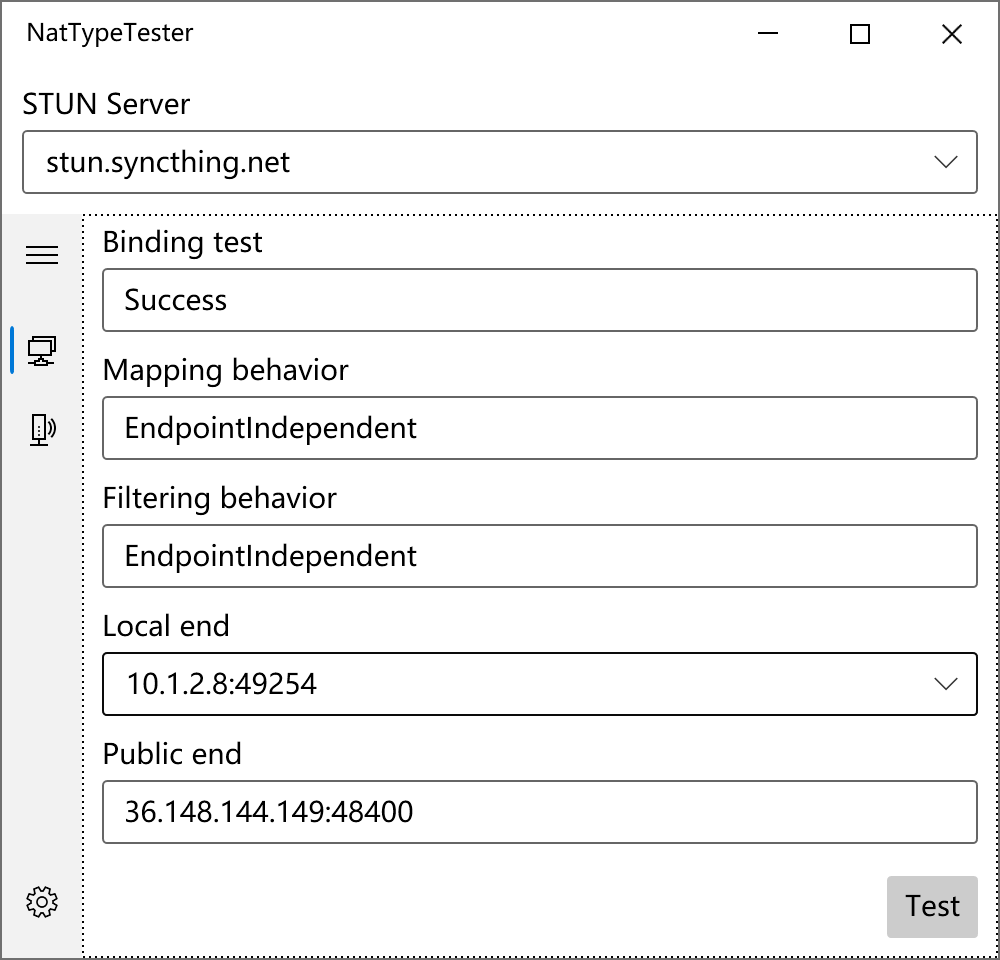 NatTypeTester
STUN Server
stun.syncthing.net
Binding test
Success
Mapping behavior
EndpointIndependent
Filtering behavior
EndpointIndependent
Local end
10.1.2.8:49254
Public end
36.148.144.149:48400
Test